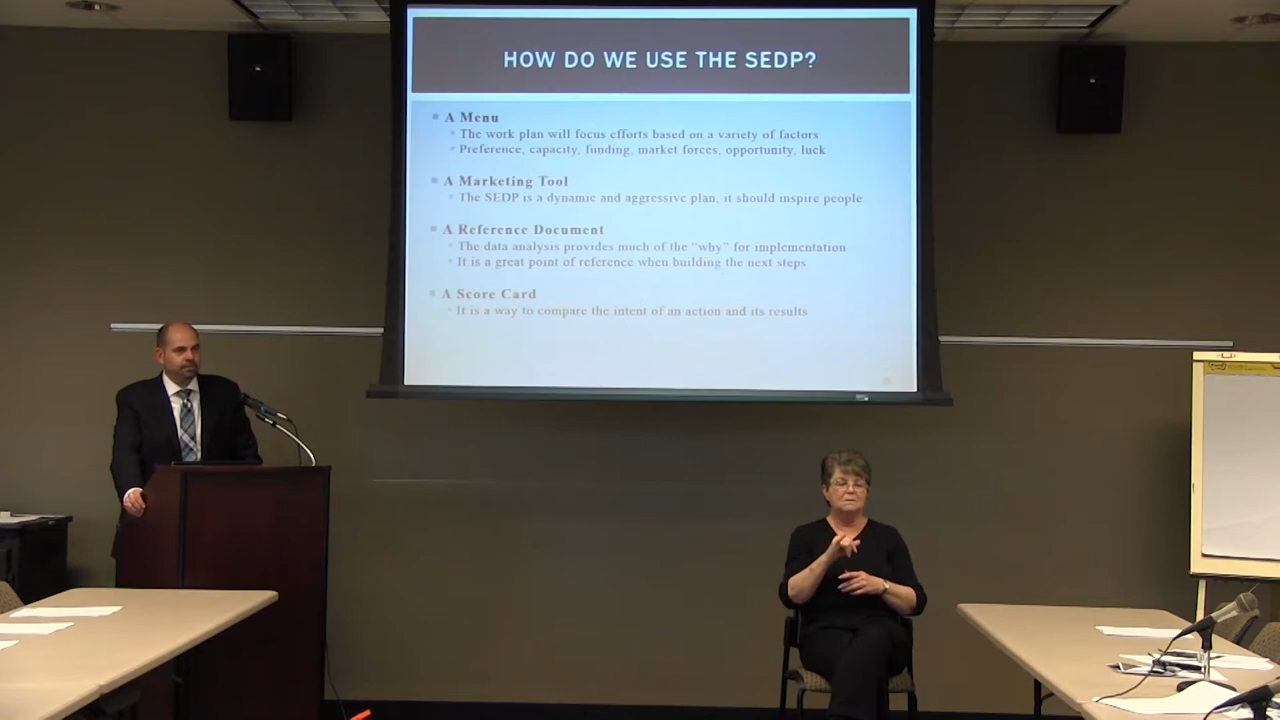 HOW DO WE USE THE SEDP?
A Menu
The work plan will focus efforts based on a variety of factors
Preference, capacity, funding, market forces, opportunity, luck
A Marketing Tool
The SEDP is a dynamic and aggressive plan, it should inspire people
A Reference Document
The data analysis provides much of the "why" for implementation
It is a great point of reference when building the next steps
A Score Card
It is a way to compare the intent of an action and its results